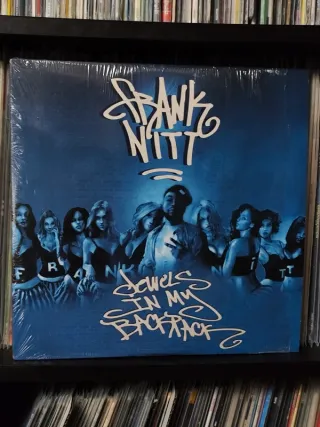 FRANK
NITT
F R A N K I T T
JEWELS
IN MY
BACKPACK